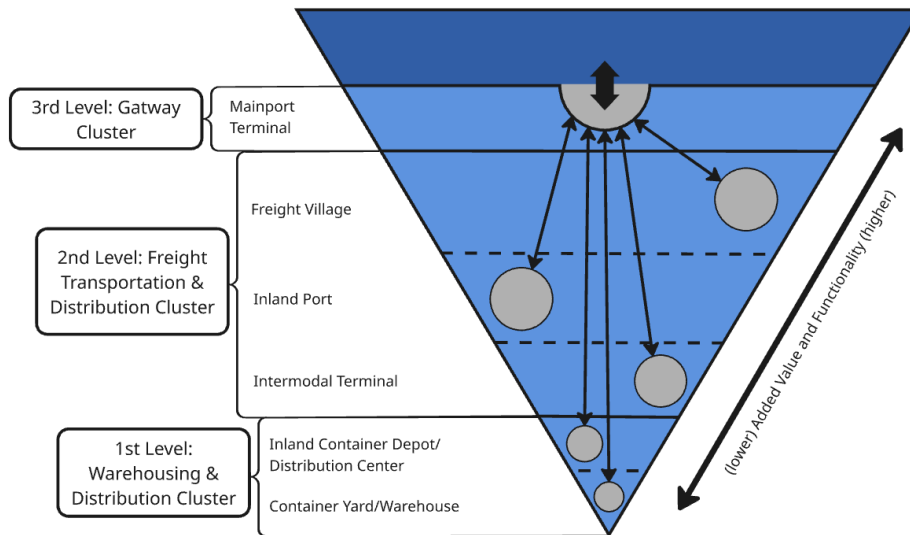 3rd Level: Gatway
Cluster
Mainport
Terminal
Freight Village
2nd Level: Freight
Transportation &
Distribution Cluster
Inland Port
Intermodal Terminal
1st Level:
Warehousing &
Distribution Cluster
Inland Container Depot/
Distribution Center
Container Yard/Warehouse
(lower) Added Value and Functionality (higher)